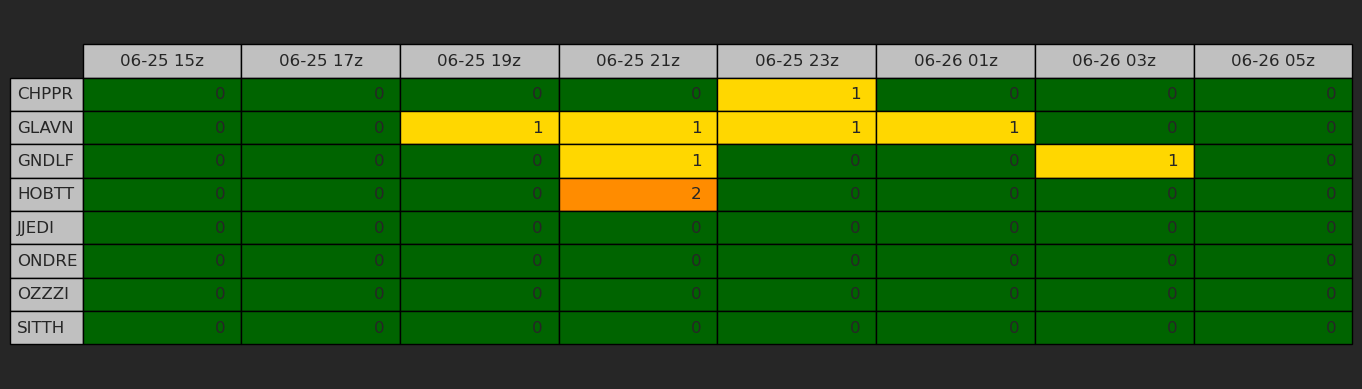 06-25 15z 06-25 17z 06-25 19z 06-25 21z 06-25 23z 06-26 01z 06-26 03z 06-26 05z
CHPPR 0 0 0 0 1 0 0 0
GLAVN 0 0 1 1 1 1 0 0
GNDLF 0 0 0 1 0 0 1 0
HOBTT 0 0 0 2 0 0 0 0
JJEDI 0 0 0 0 0 0 0 0
ONDRE 0 0 0 0 0 0 0 0
OZZZI 0 0 0 0 0 0 0 0
SITTH 0 0 0 0 0 0 0 0